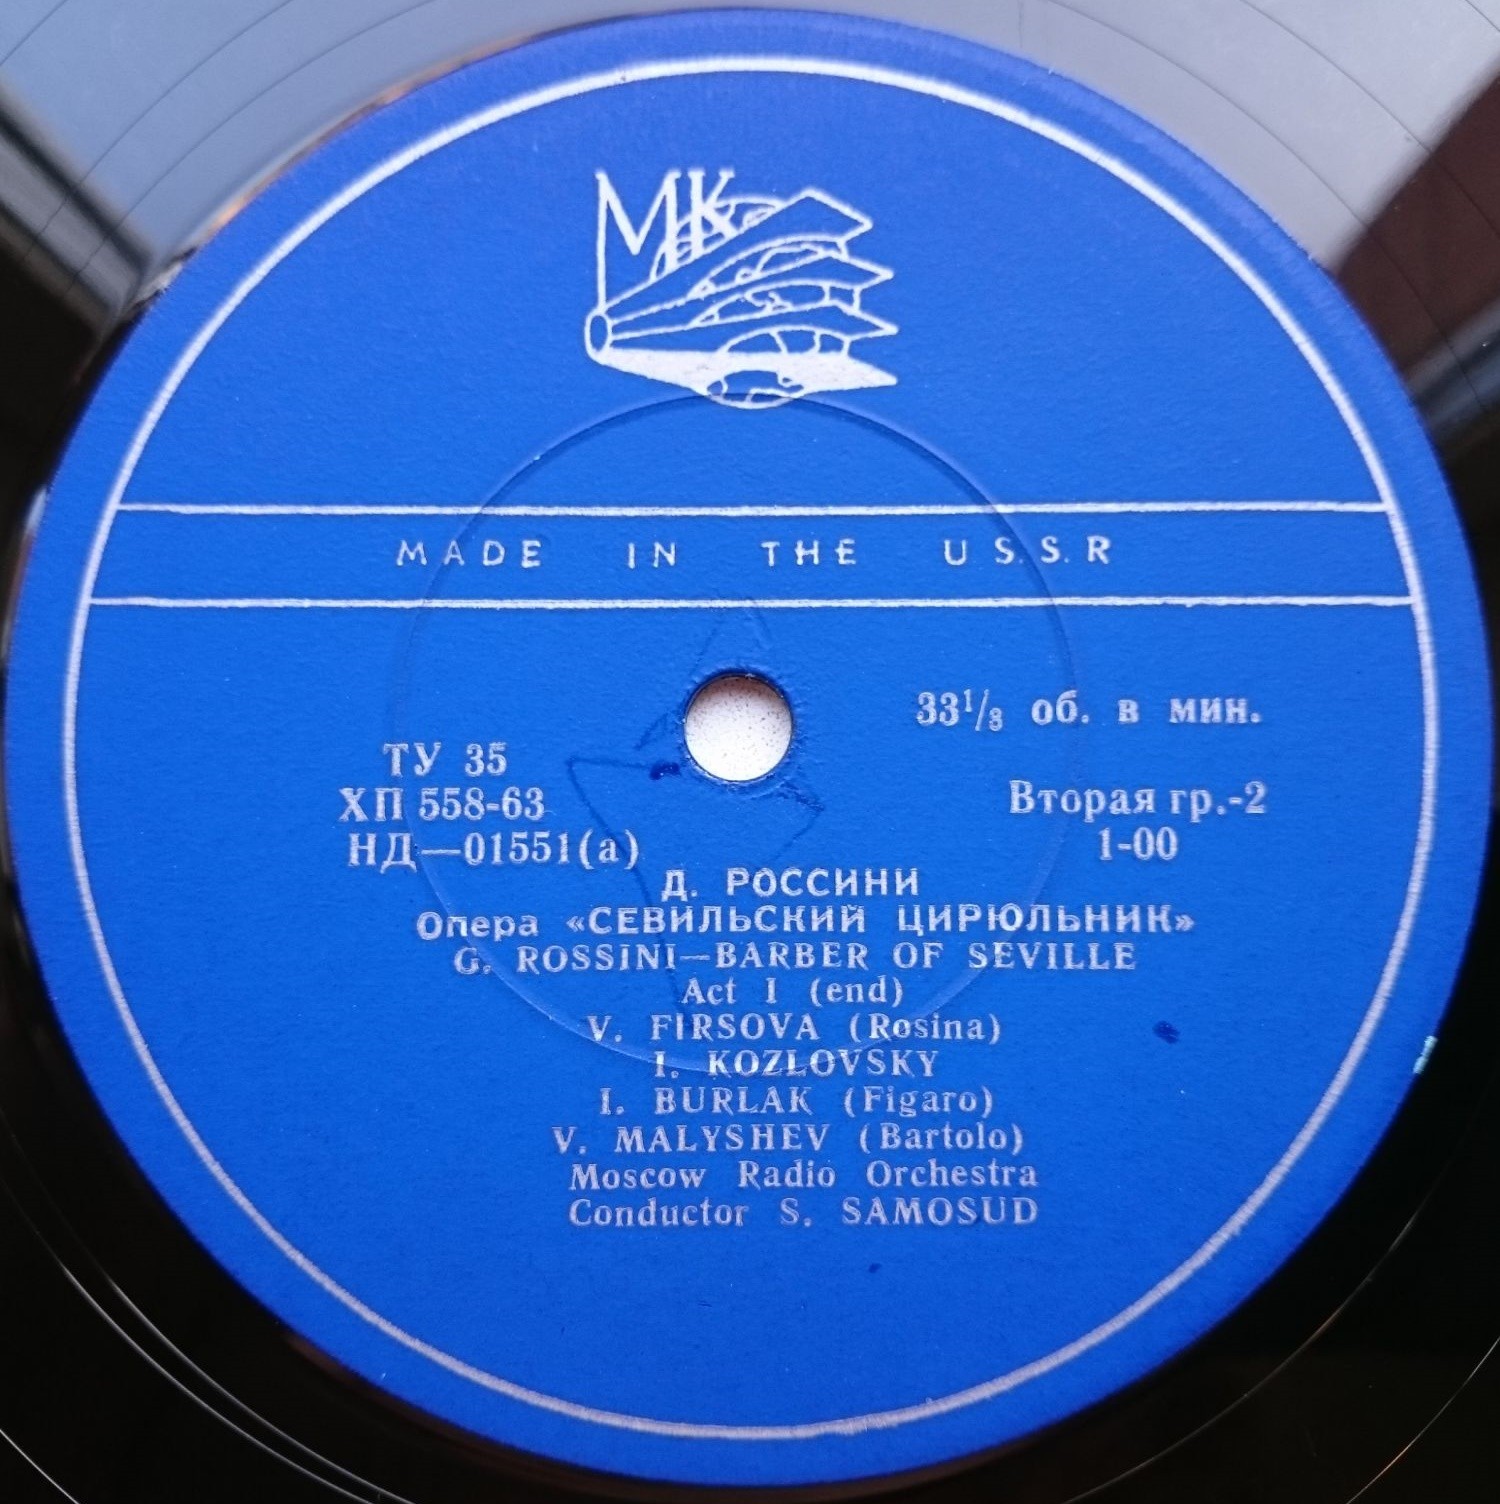 МК
MADE IN THE U S. S. R
33 1/3 об. в мин.
ТУ 35
ХП 558-63
Вторая гр.-2
НД—01551(а)
1-00
Д. РОССИНИ
Опера «СЕВИЛЬСКИЙ ЦИРЮЛЬНИК»
G. ROSSINI—BARBER OF SEVILLE
Act I (end)
V. FIRSOVA (Rosina)
I. KOZLOVSKY
I. BURLAK (Figaro)
V. MALYSHEV (Bartolo)
Moscow Radio Orchestra
Conductor S. SAMOSUD